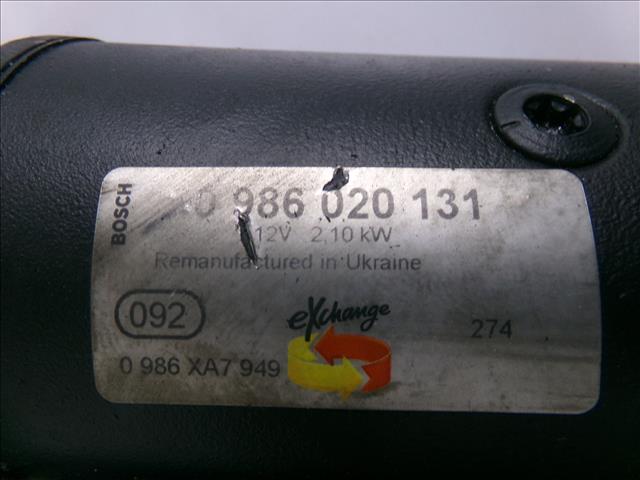 BOSCH
0 986 020 131
12V 2,10 kW
Remanufactured in Ukraine
092
eXchange
274
0 986 XA7 949